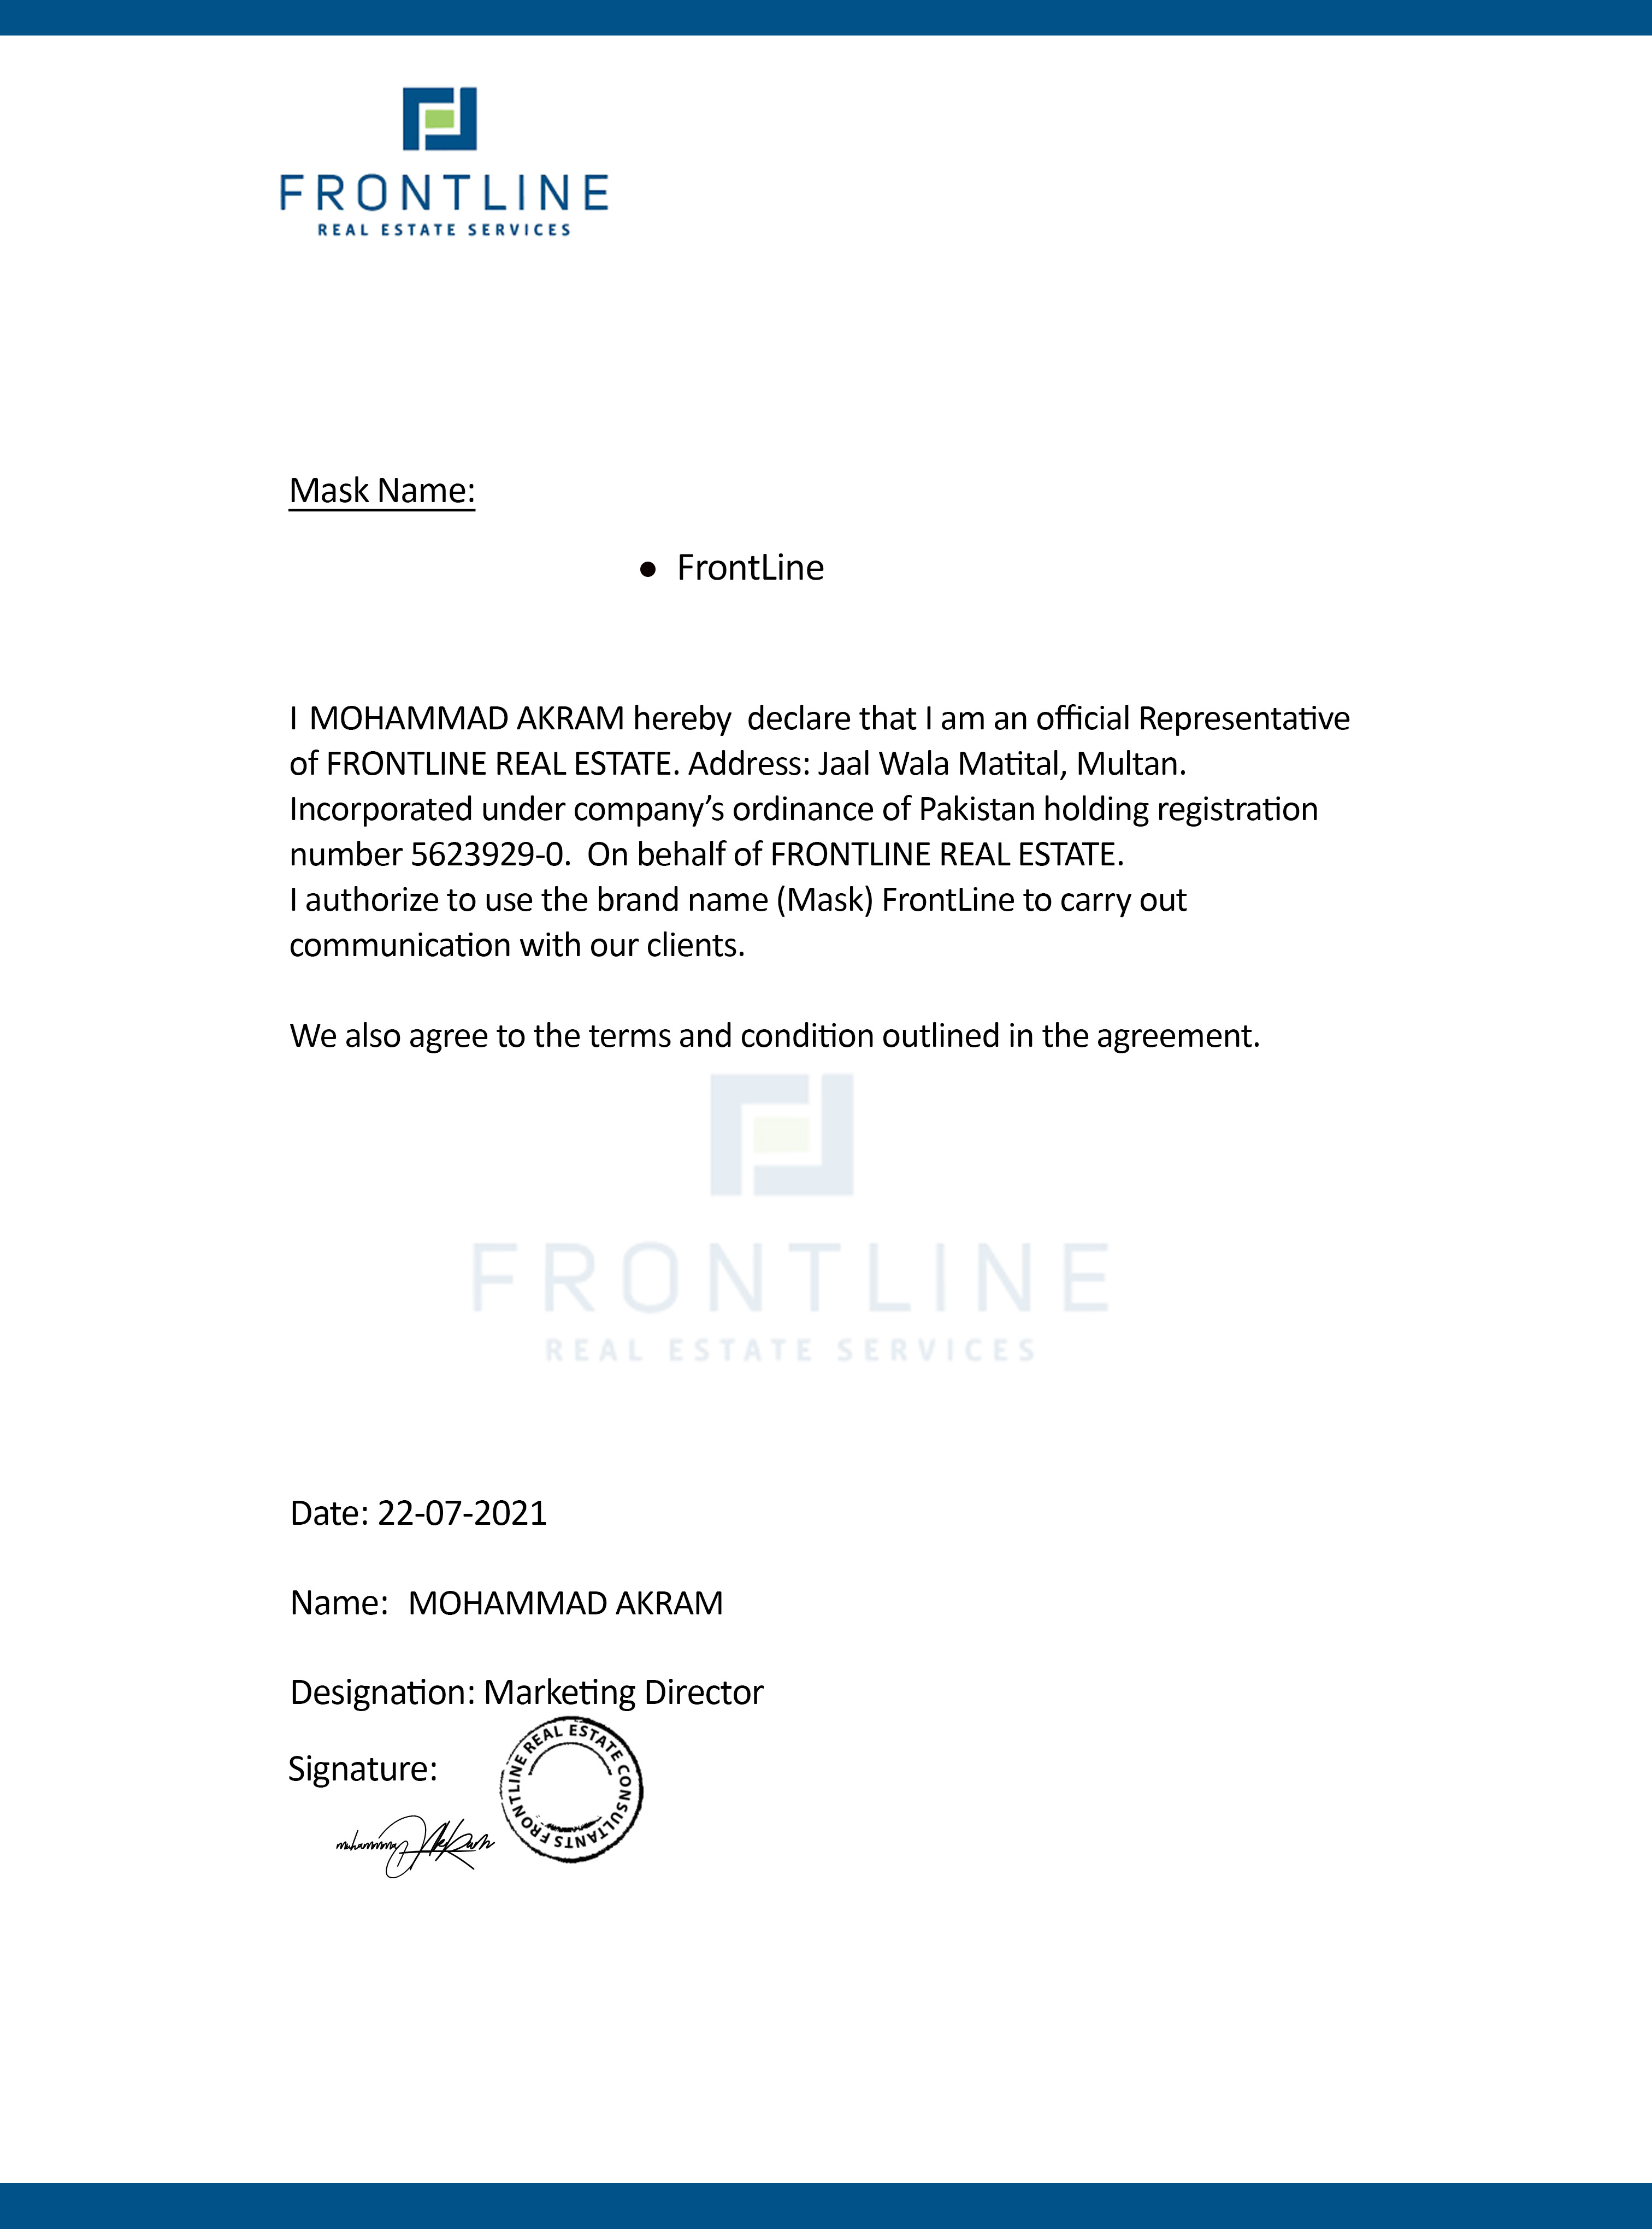 FRONTLINE
REAL ESTATE SERVICES
Mask Name:
● FrontLine
I MOHAMMAD AKRAM hereby declare that I am an official Representative
of FRONTLINE REAL ESTATE. Address: Jaal Wala Matital, Multan.
Incorporated under company’s ordinance of Pakistan holding registration
number 5623929-0. On behalf of FRONTLINE REAL ESTATE.
I authorize to use the brand name (Mask) FrontLine to carry out
communication with our clients.
We also agree to the terms and condition outlined in the agreement.
FRONTLINE
REAL ESTATE SERVICES
Date: 22-07-2021
Name: MOHAMMAD AKRAM
Designation: Marketing Director
Signature:
FRONTLINE REAL ESTATE CONSULTANTS